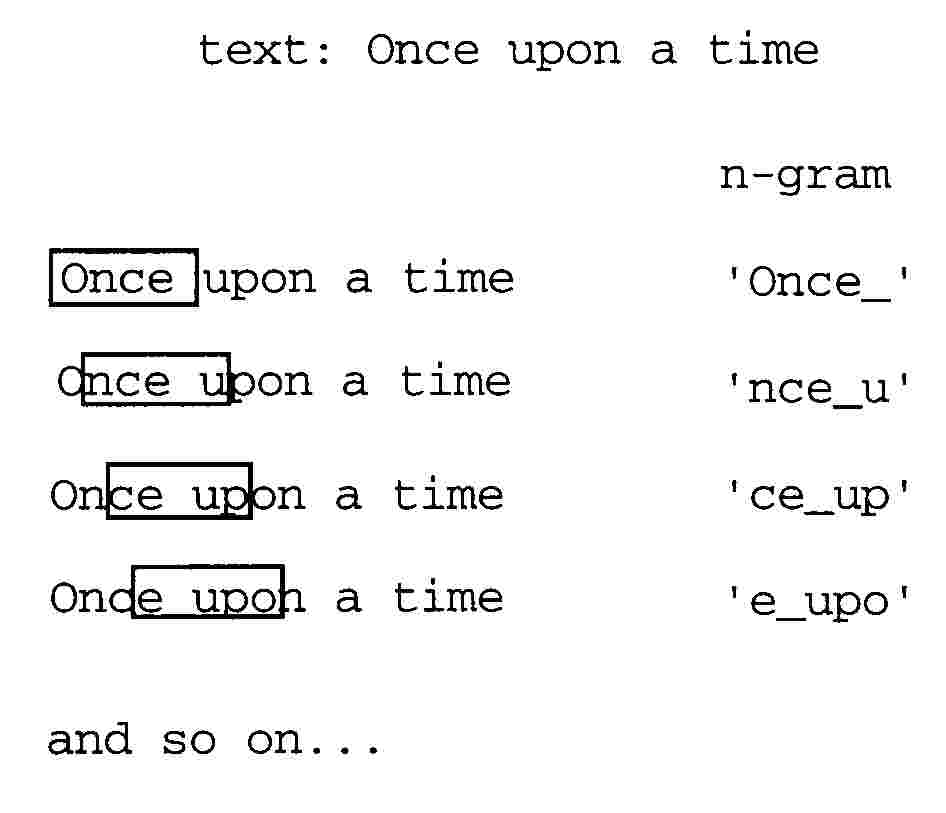 text: Once upon a time
n-gram
Once upon a time 'Once_'
Once upon a time 'nce_u'
Once upon a time 'ce_up'
Once upon a time 'e_upo'
and so on...